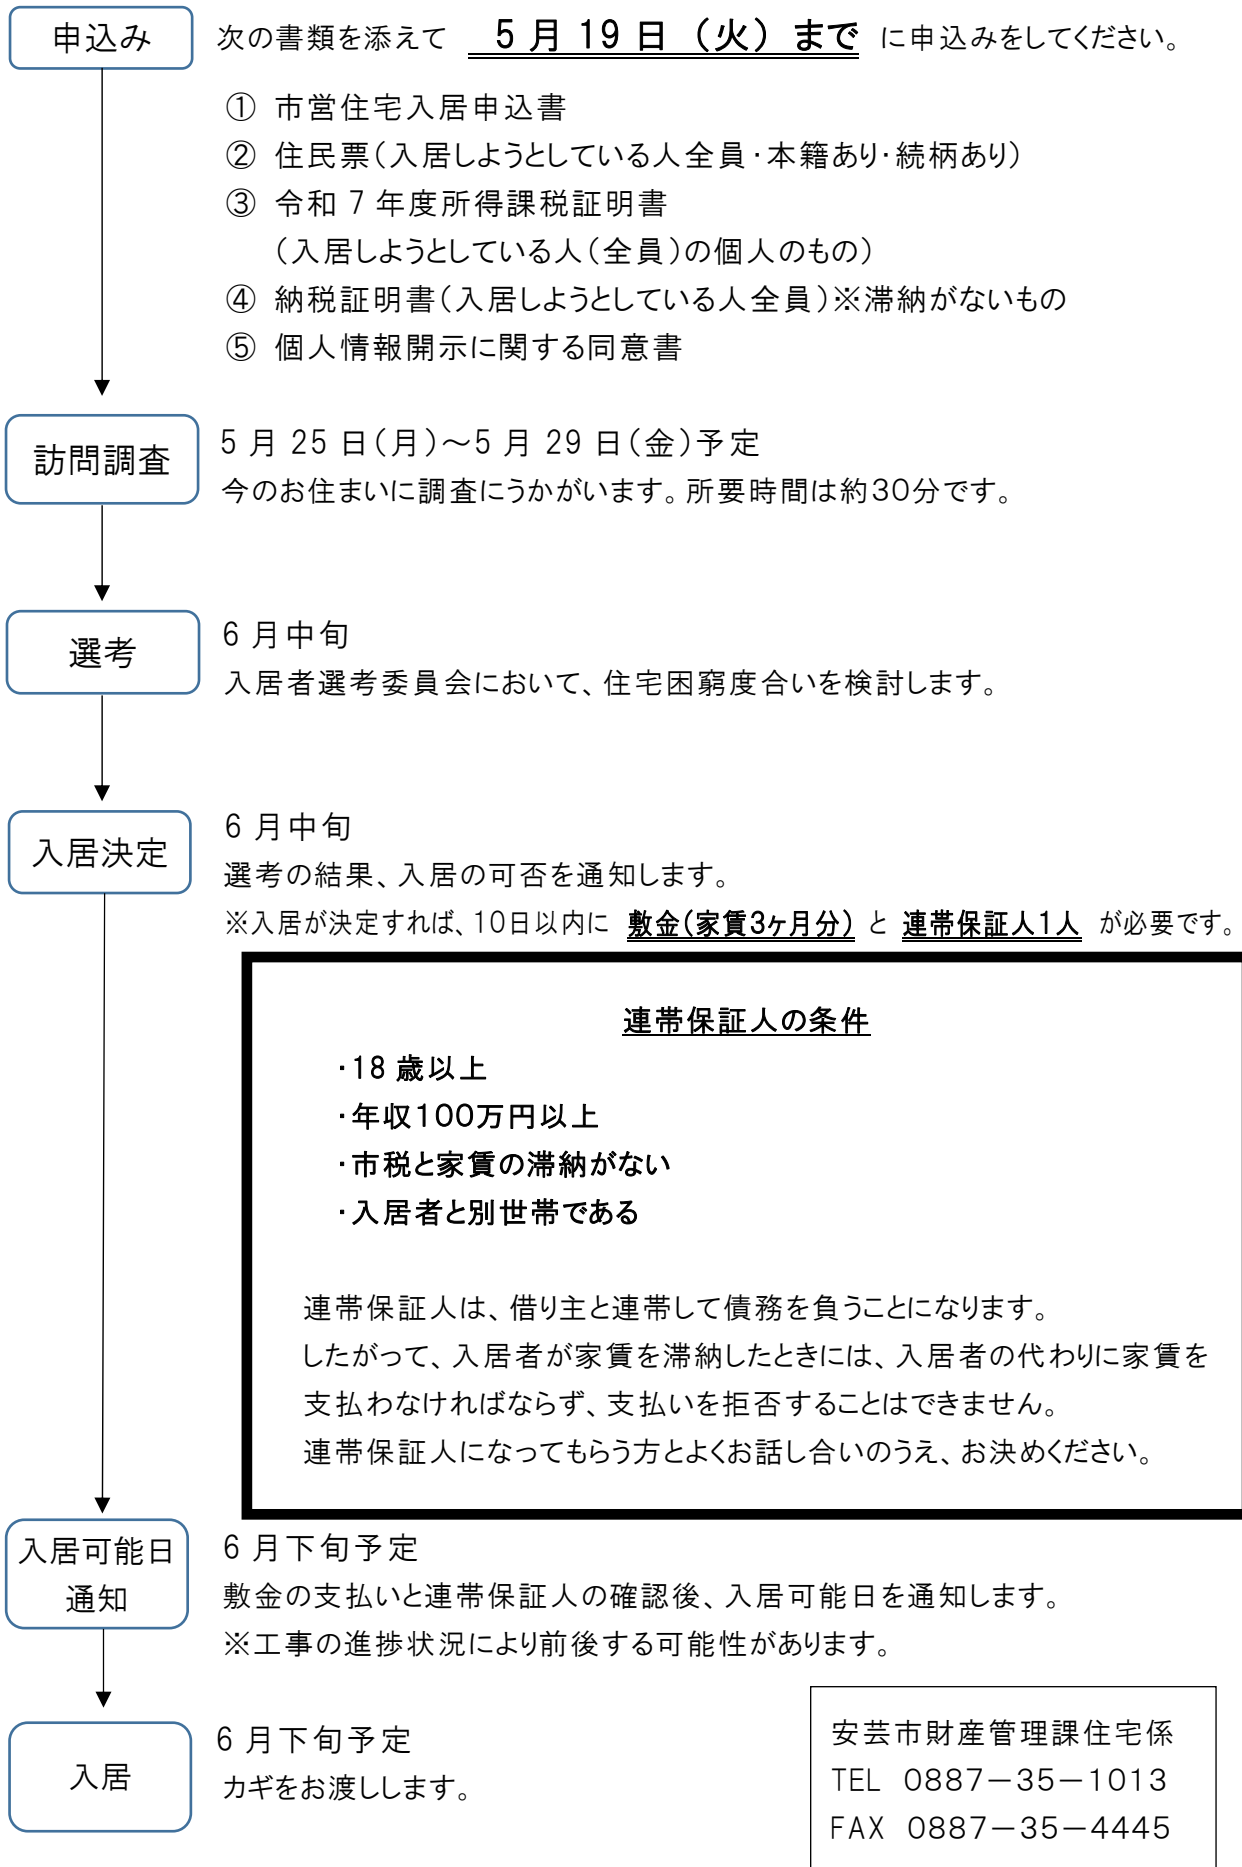 申込み
次の書類を添えて 5月19日（火）まで に申込みをしてください。
① 市営住宅入居申込書
② 住民票（入居しようとしている人全員・本籍あり・続柄あり）
③ 令和7年度所得課税証明書
（入居しようとしている人（全員）の個人のもの）
④ 納税証明書（入居しようとしている人全員）※滞納がないもの
⑤ 個人情報開示に関する同意書
訪問調査
5月25日（月）～5月29日（金）予定
今のお住まいに調査にうかがいます。所要時間は約30分です。
選考
6月中旬
入居者選考委員会において、住宅困窮度合いを検討します。
入居決定
6月中旬
選考の結果、入居の可否を通知します。
※入居が決定すれば、10日以内に 敷金（家賃3ヶ月分） と 連帯保証人1人 が必要です。
連帯保証人の条件
・18歳以上
・年収100万円以上
・市税と家賃の滞納がない
・入居者と別世帯である
連帯保証人は、借り主と連帯して債務を負うことになります。
したがって、入居者が家賃を滞納したときには、入居者の代わりに家賃を
支払わなければならず、支払いを拒否することはできません。
連帯保証人になってもらう方とよくお話し合いのうえ、お決めください。
入居可能日
通知
6月下旬予定
敷金の支払いと連帯保証人の確認後、入居可能日を通知します。
※工事の進捗状況により前後する可能性があります。
入居
6月下旬予定
カギをお渡しします。
安芸市財産管理課住宅係
TEL 0887－35－1013
FAX 0887－35－4445